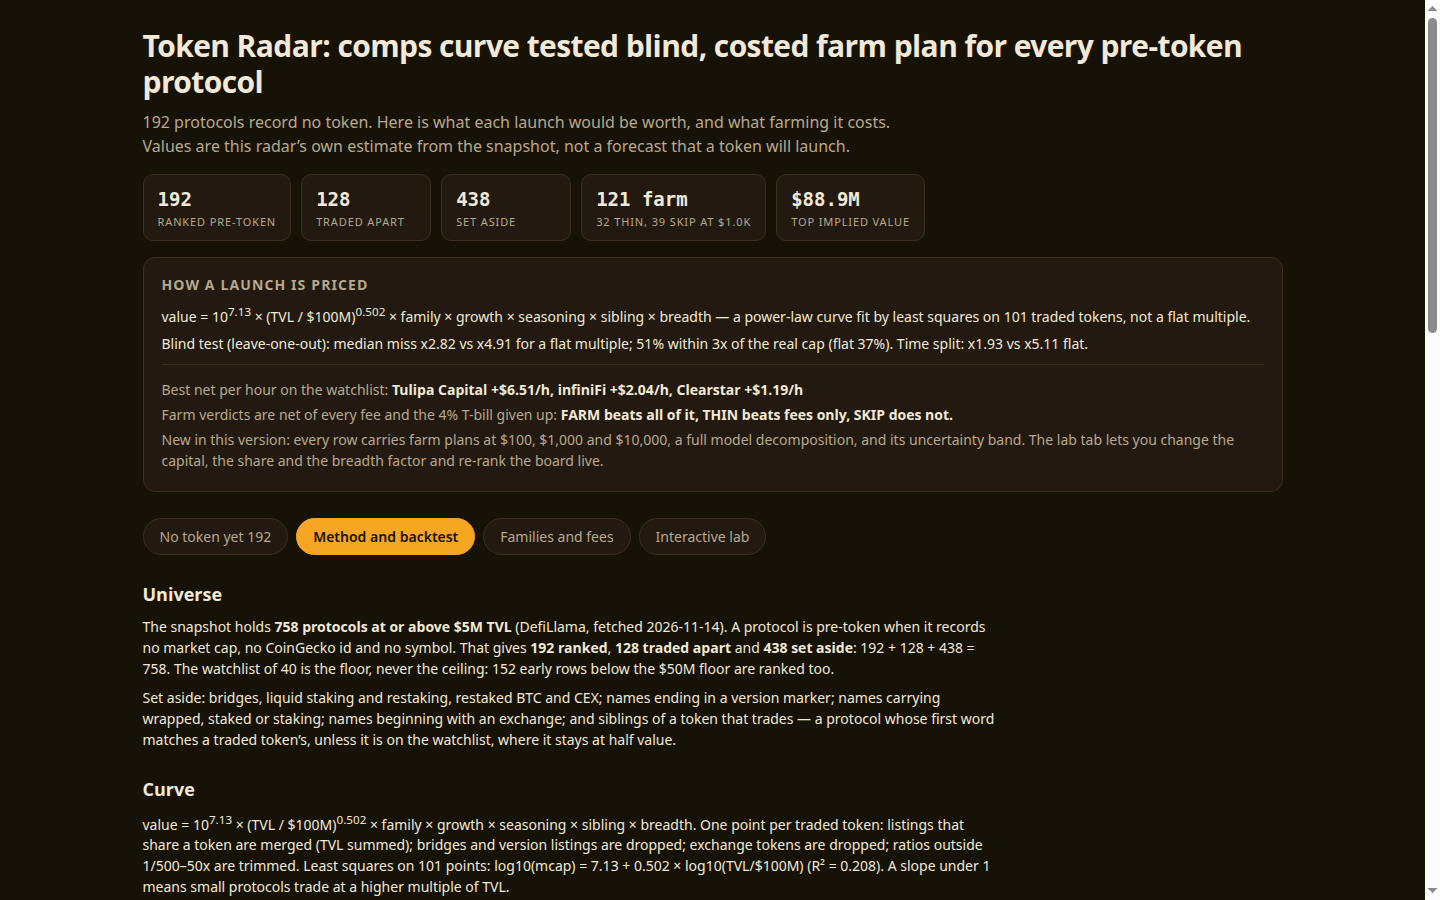 Token Radar: comps curve tested blind, costed farm plan for every pre-token
protocol
192 protocols record no token. Here is what each launch would be worth, and what farming it costs.
Values are this radar’s own estimate from the snapshot, not a forecast that a token will launch.
192
RANKED PRE-TOKEN
128
TRADED APART
438
SET ASIDE
121 farm
32 THIN, 39 SKIP AT $1.0K
$88.9M
TOP IMPLIED VALUE
HOW A LAUNCH IS PRICED
value = 10^7.13 × (TVL / $100M)^0.502 × family × growth × seasoning × sibling × breadth — a power-law curve fit by least squares on 101 traded tokens, not a flat multiple.
Blind test (leave-one-out): median miss x2.82 vs x4.91 for a flat multiple; 51% within 3x of the real cap (flat 37%). Time split: x1.93 vs x5.11 flat.
Best net per hour on the watchlist: Tulipa Capital +$6.51/h, infiniFi +$2.04/h, Clearstar +$1.19/h
Farm verdicts are net of every fee and the 4% T-bill given up: FARM beats all of it, THIN beats fees only, SKIP does not.
New in this version: every row carries farm plans at $100, $1,000 and $10,000, a full model decomposition, and its uncertainty band. The lab tab lets you change the
capital, the share and the breadth factor and re-rank the board live.
No token yet 192
Method and backtest
Families and fees
Interactive lab
Universe
The snapshot holds 758 protocols at or above $5M TVL (DefiLlama, fetched 2026-11-14). A protocol is pre-token when it records
no market cap, no CoinGecko id and no symbol. That gives 192 ranked, 128 traded apart and 438 set aside: 192 + 128 + 438 =
758. The watchlist of 40 is the floor, never the ceiling: 152 early rows below the $50M floor are ranked too.
Set aside: bridges, liquid staking and restaking, restaked BTC and CEX; names ending in a version marker; names carrying
wrapped, staked or staking; names beginning with an exchange; and siblings of a token that trades — a protocol whose first word
matches a traded token’s, unless it is on the watchlist, where it stays at half value.
Curve
value = 10^7.13 × (TVL / $100M)^0.502 × family × growth × seasoning × sibling × breadth. One point per traded token: listings that
share a token are merged (TVL summed); bridges and version listings are dropped; exchange tokens are dropped; ratios outside
1/500–50x are trimmed. Least squares on 101 points: log10(mcap) = 7.13 + 0.502 × log10(TVL/$100M) (R² = 0.208). A slope under 1
means small protocols trade at a higher multiple of TVL.